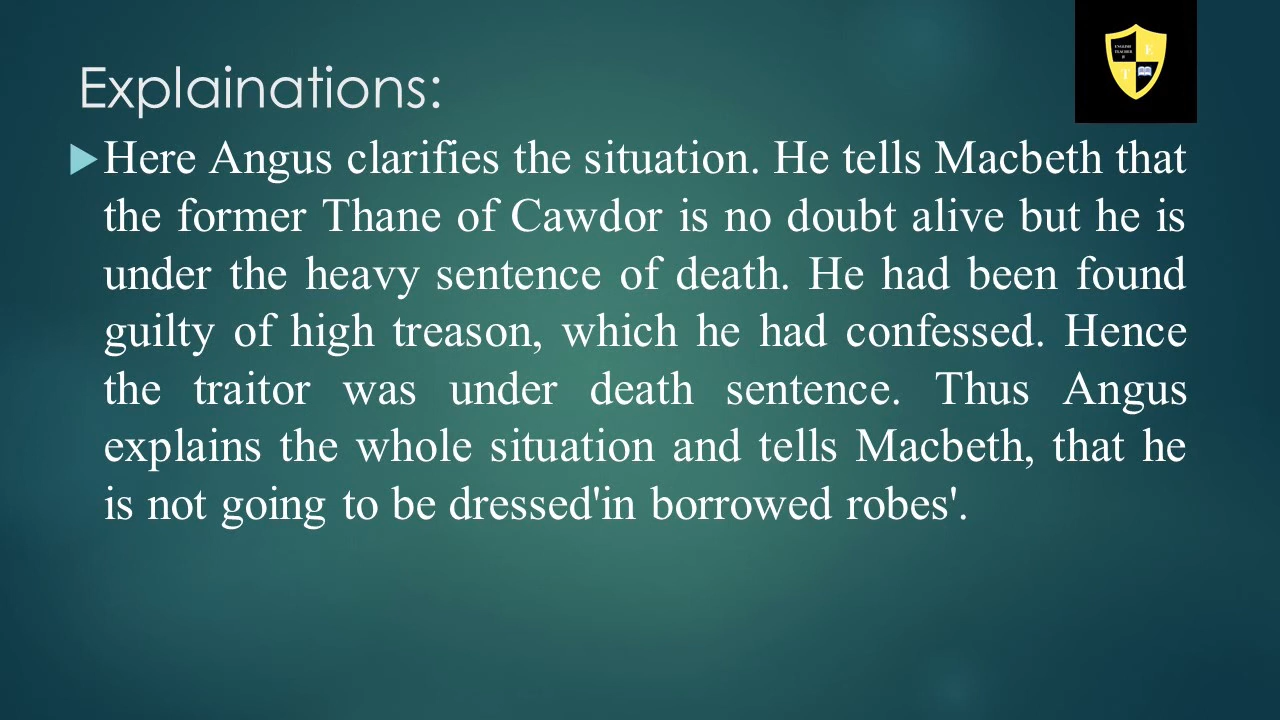 Explainations:
Here Angus clarifies the situation. He tells Macbeth that
the former Thane of Cawdor is no doubt alive but he is
under the heavy sentence of death. He had been found
guilty of high treason, which he had confessed. Hence
the traitor was under death sentence. Thus Angus
explains the whole situation and tells Macbeth, that he
is not going to be dressed'in borrowed robes'.
E
T